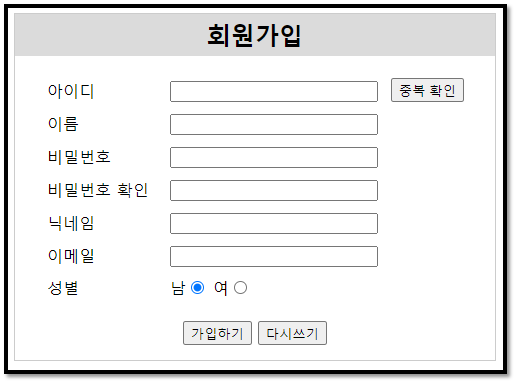 회원가입
아이디 중복 확인
이름
비밀번호
비밀번호 확인
닉네임
이메일
성별 남 여
가입하기 다시쓰기